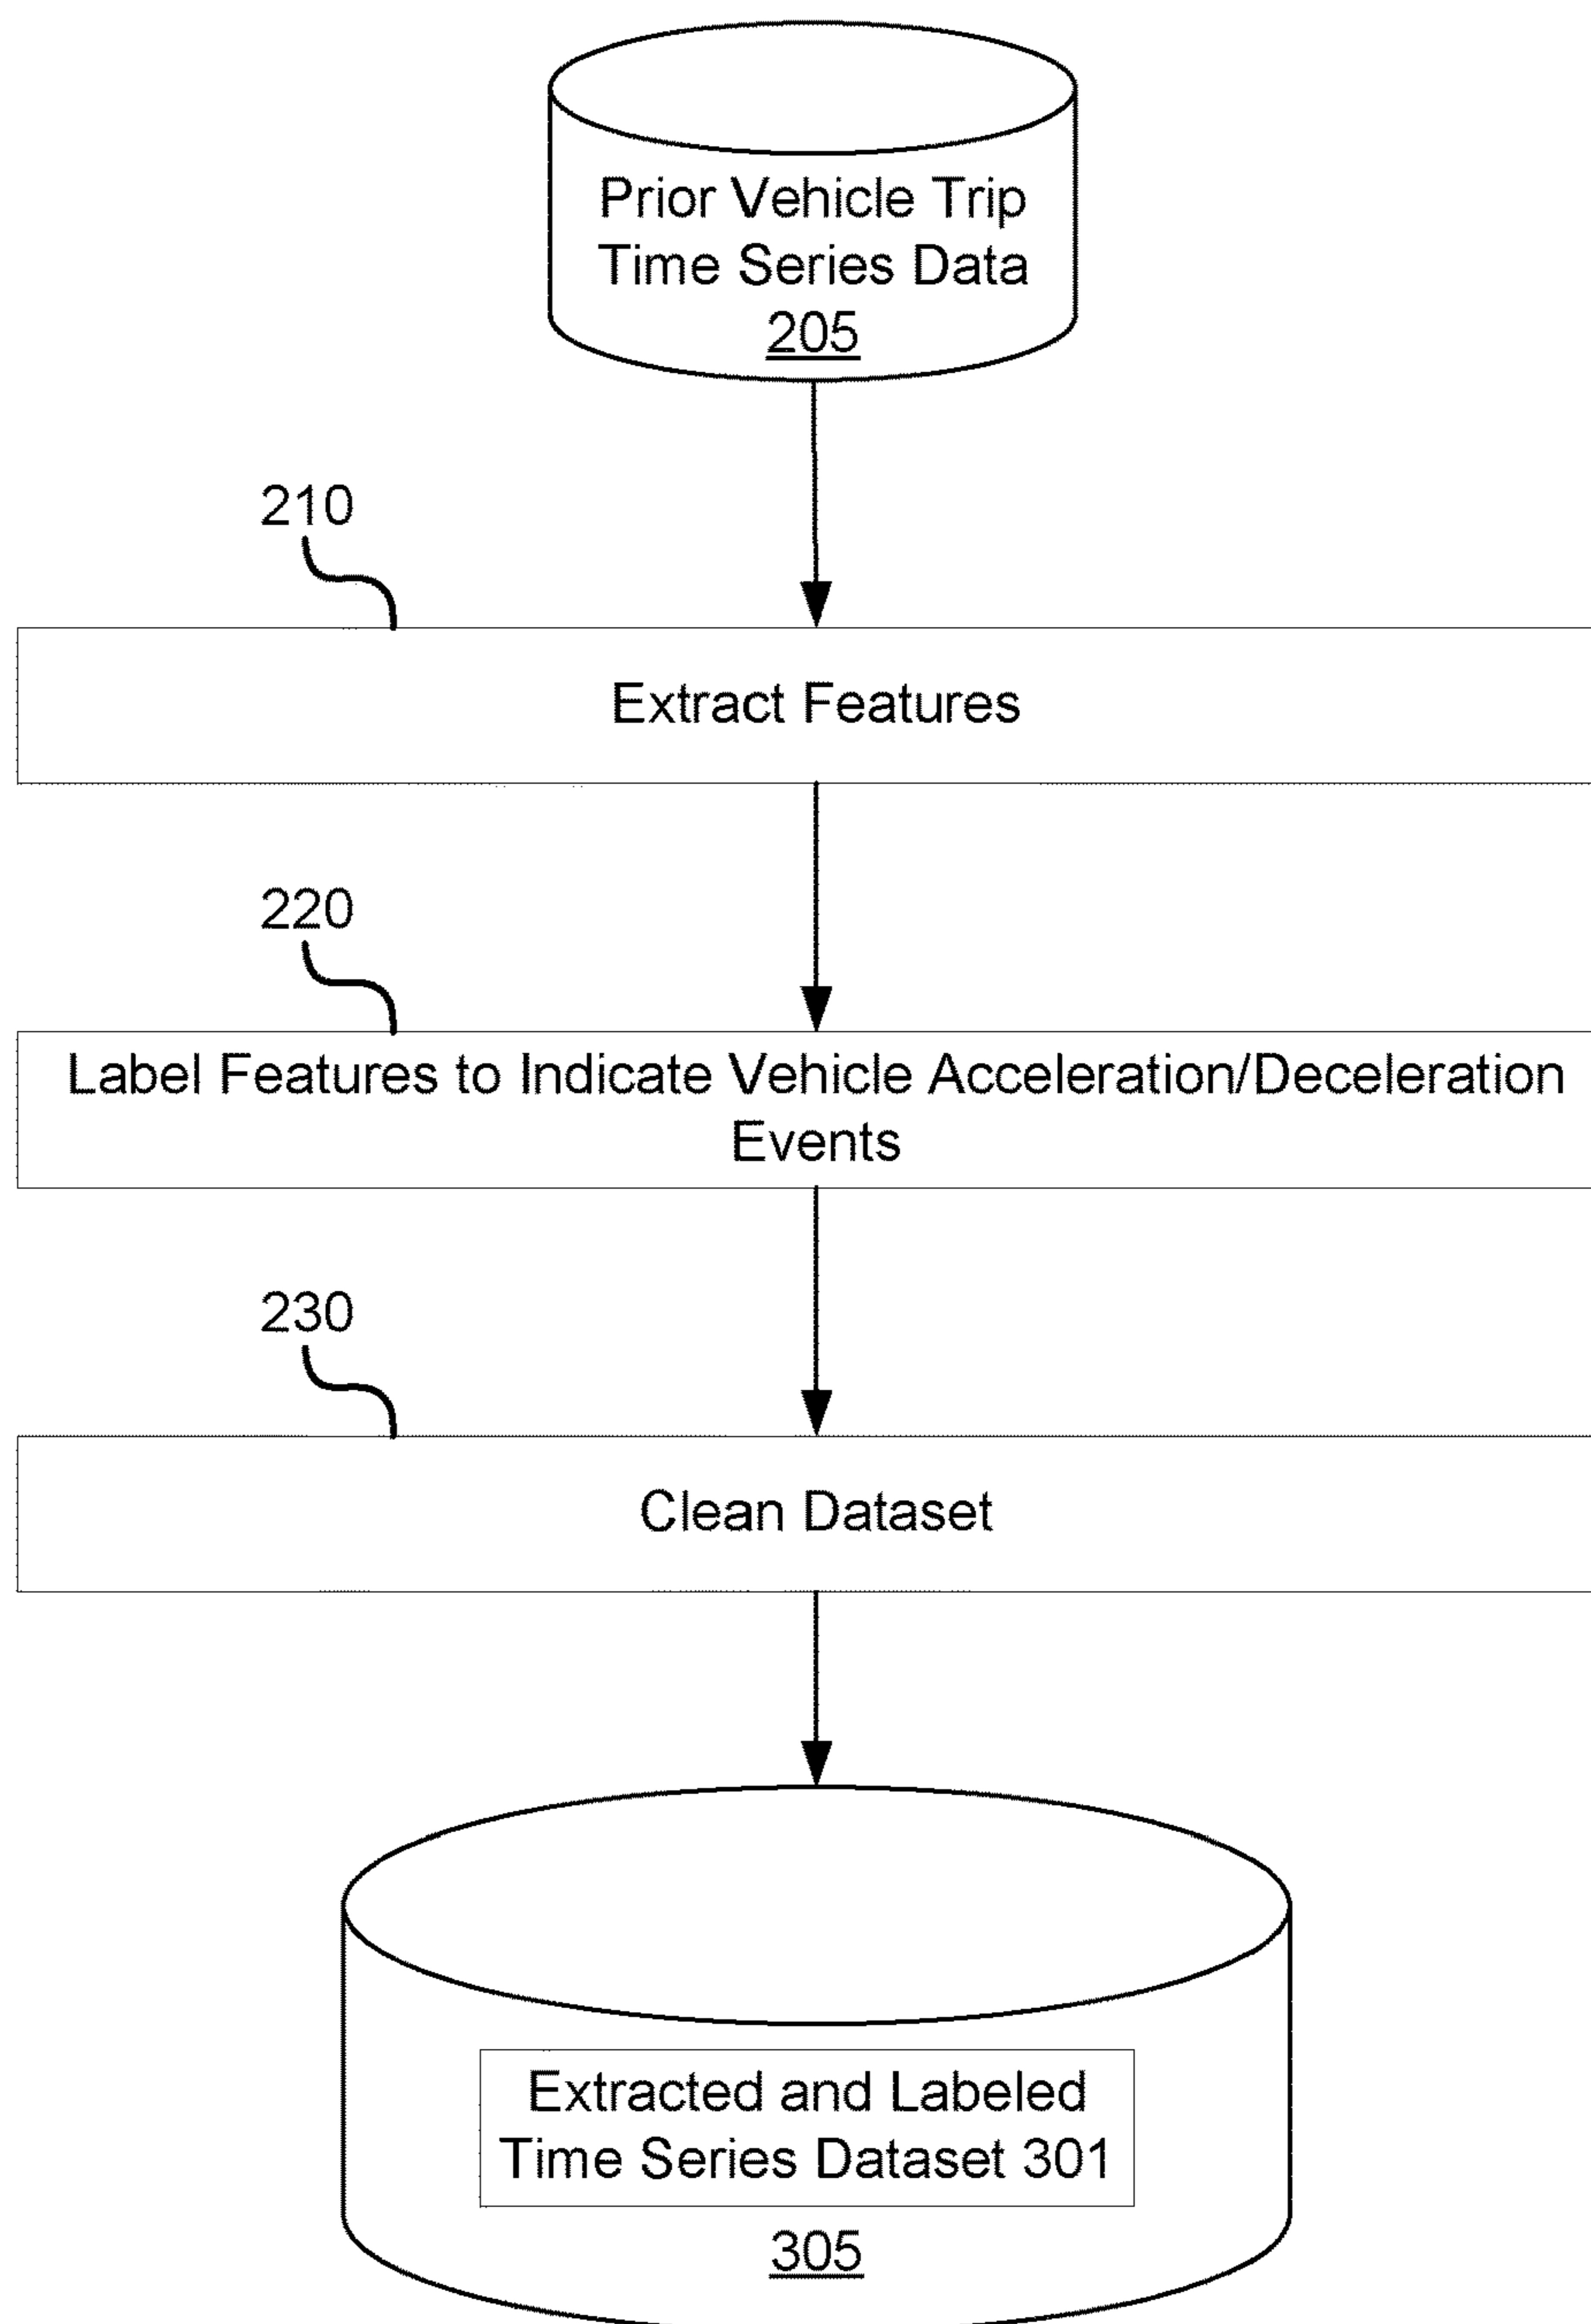 Prior Vehicle Trip
Time Series Data
205
210
Extract Features
220
Label Features to Indicate Vehicle Acceleration/Deceleration
Events
230
Clean Dataset
Extracted and Labeled
Time Series Dataset 301
305